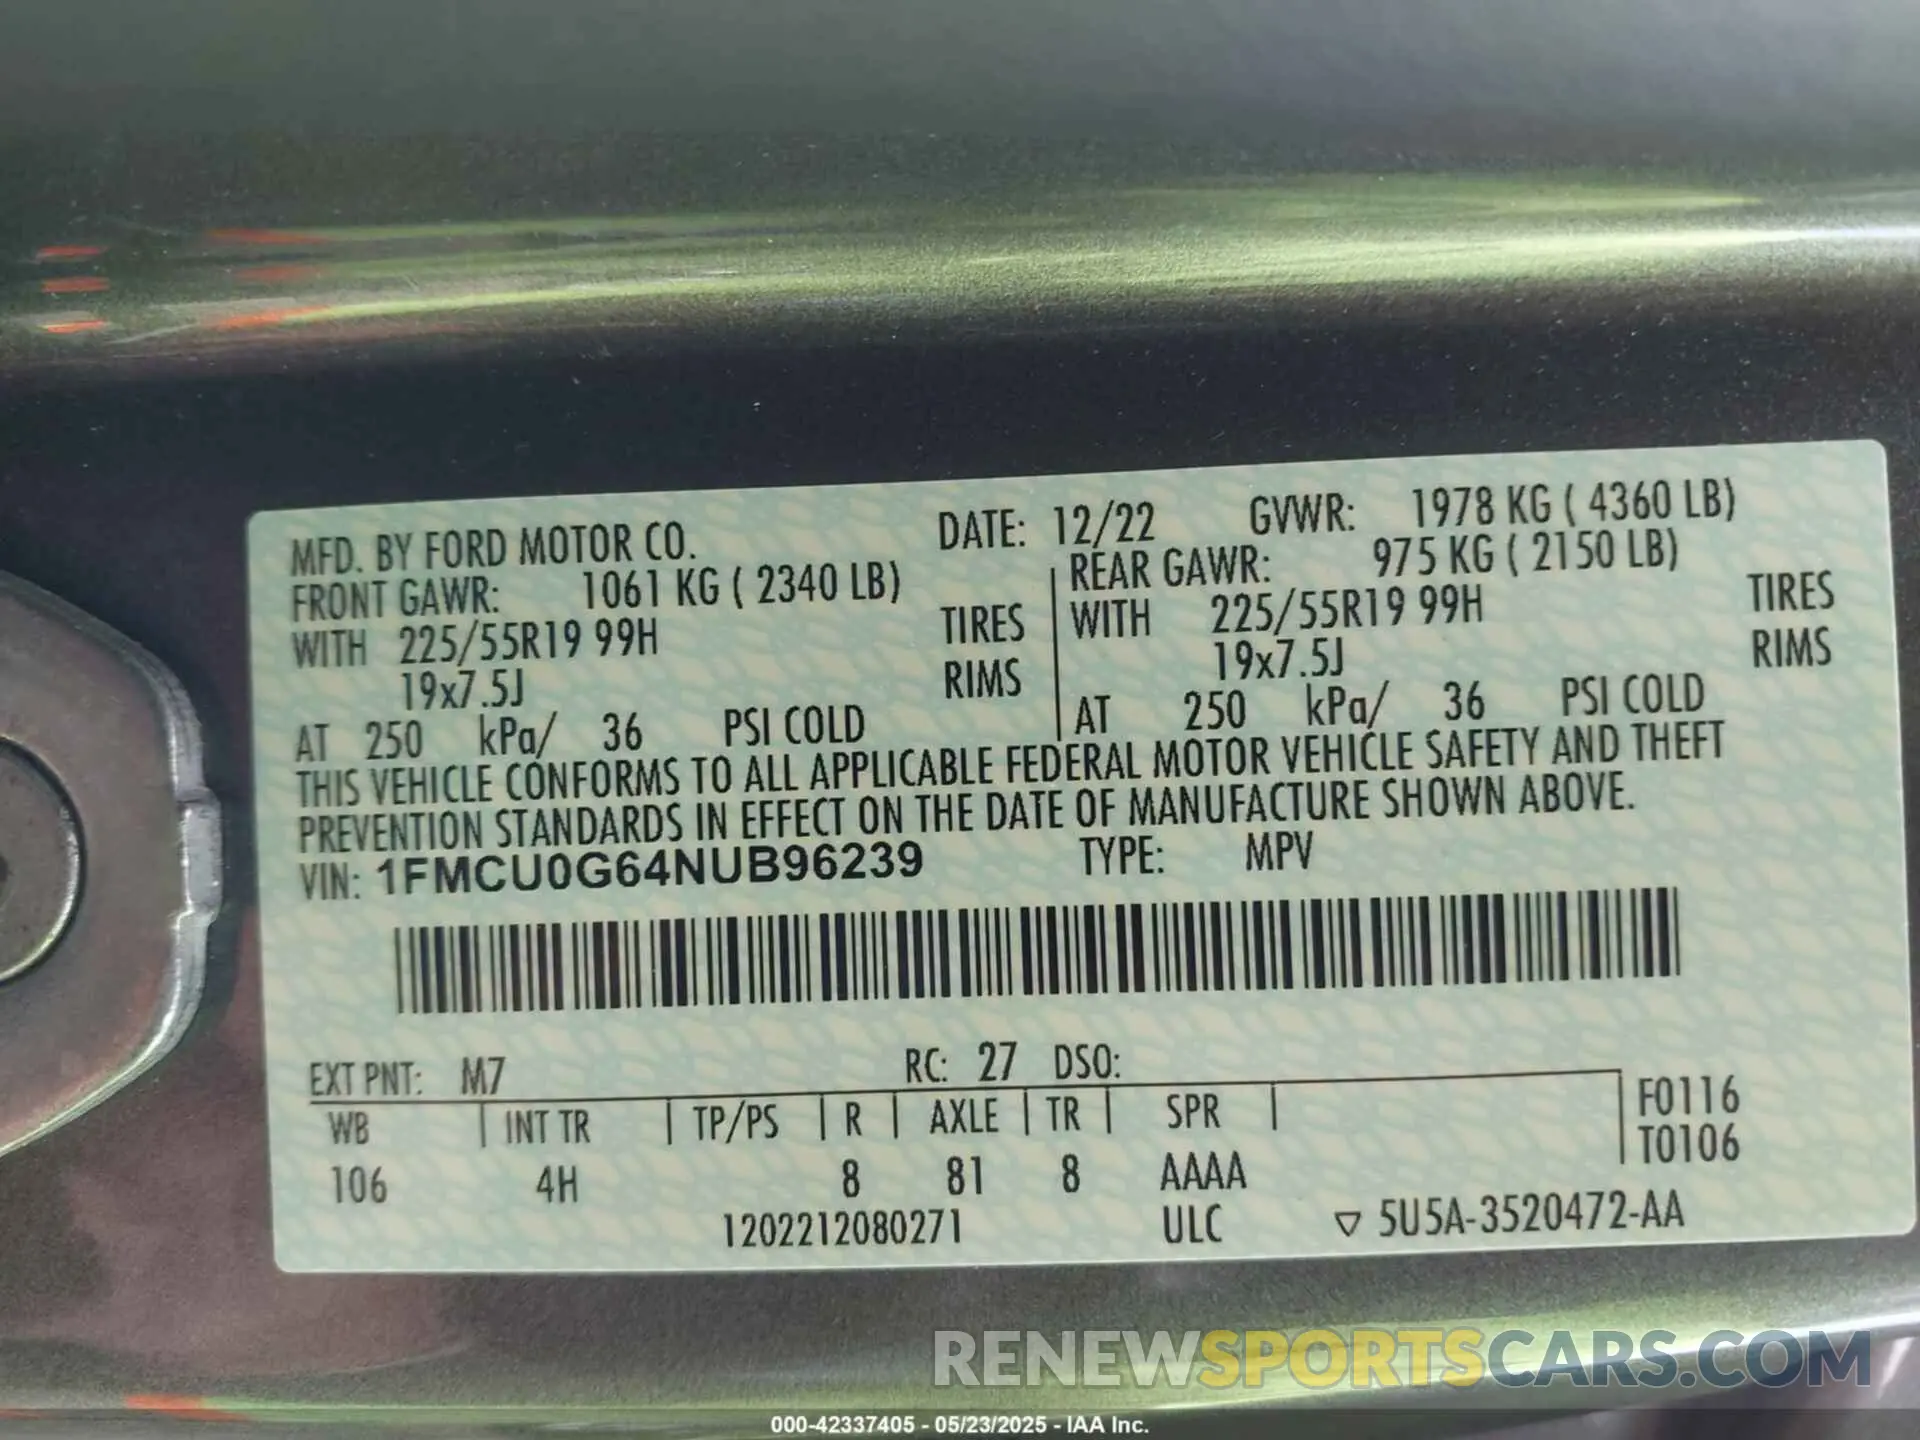 MFD. BY FORD MOTOR CO. DATE: 12/22 GVWR: 1978 KG ( 4360 LB)
FRONT GAWR: 1061 KG ( 2340 LB) REAR GAWR: 975 KG ( 2150 LB)
WITH 225/55R19 99H TIRES WITH 225/55R19 99H TIRES
19x7.5J RIMS 19x7.5J RIMS
AT 250 kPa/ 36 PSI COLD AT 250 kPa/ 36 PSI COLD
THIS VEHICLE CONFORMS TO ALL APPLICABLE FEDERAL MOTOR VEHICLE SAFETY AND THEFT
PREVENTION STANDARDS IN EFFECT ON THE DATE OF MANUFACTURE SHOWN ABOVE.
VIN: 1FMCU0G64NUB96239 TYPE: MPV
EXT PNT: M7 RC: 27 DSO:
WB INT TR TP/PS R AXLE TR SPR F0116
T0106
106 4H 8 81 8 AAAA
1202212080271 ULC ▽ 5U5A-3520472-AA
RENEWSPORTSCARS.COM
000-42337405 - 05/23/2025 - IAA Inc.